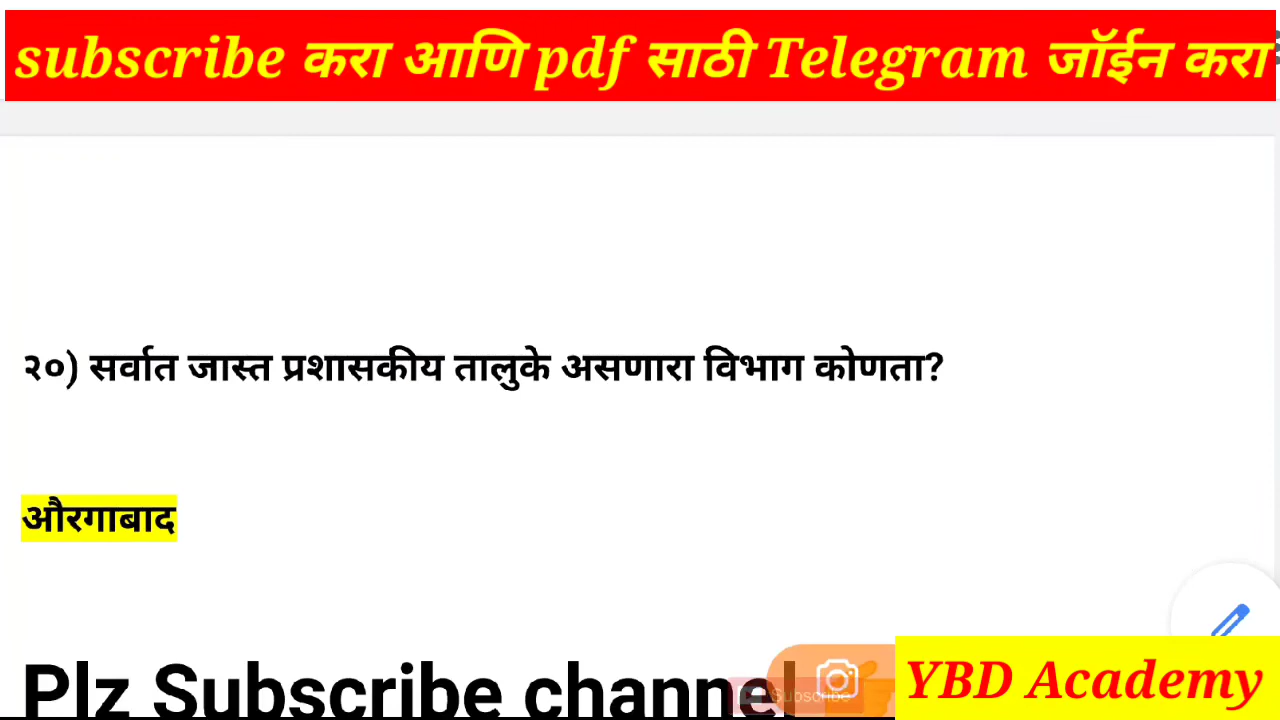 subscribe करा आणि pdf साठी Telegram जॉईन करा
२०) सर्वात जास्त प्रशासकीय तालुके असणारा विभाग कोणता?
औरगाबाद
Plz Subscribe channel
Subscribe
YBD Academy